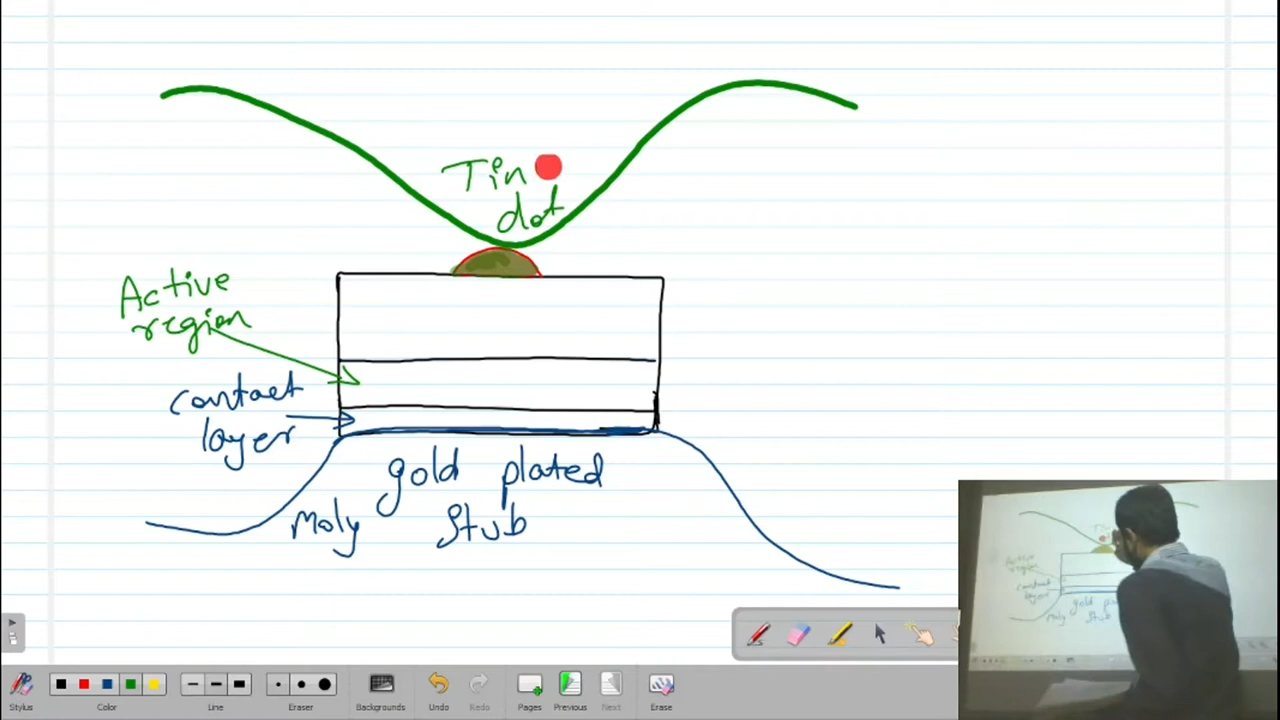 Tin
dot
Active
region
contact
layer
gold plated
Moly Stub
Stylus
Color
Line
Eraser
Backgrounds
Undo
Redo
Pages
Previous
Next
Erase